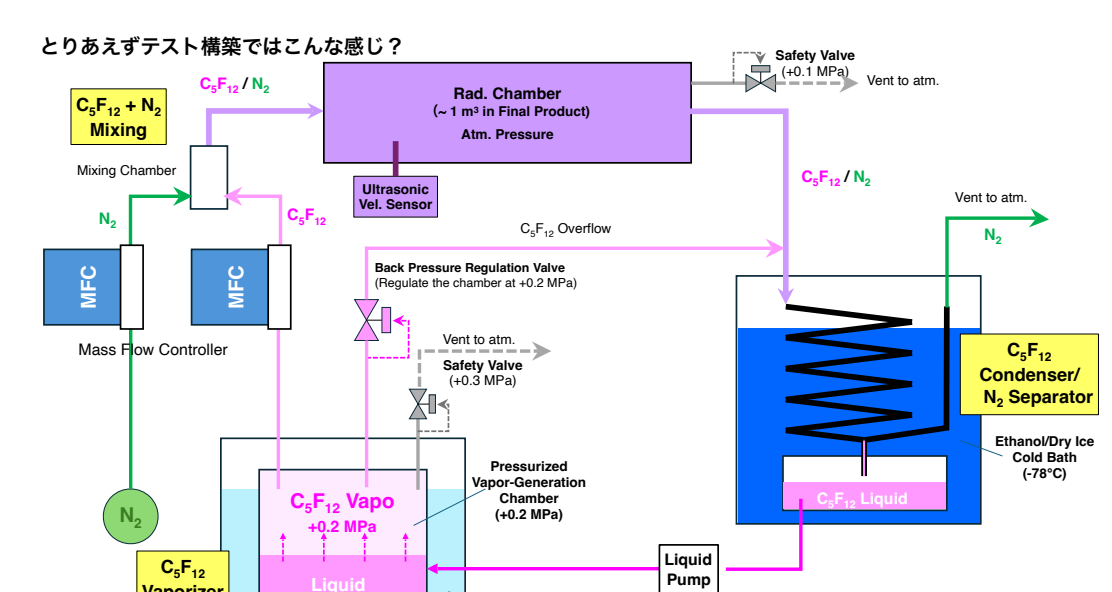 とりあえずテスト構築ではこんな感じ？
Safety Valve
(+0.1 MPa)
Vent to atm.
C₅F₁₂ / N₂
C₅F₁₂ + N₂
Mixing
Rad. Chamber
(~ 1 m³ in Final Product)
Atm. Pressure
Mixing Chamber
Ultrasonic
Vel. Sensor
C₅F₁₂ / N₂
N₂
C₅F₁₂
C₅F₁₂ Overflow
Vent to atm.
N₂
MFC
MFC
Back Pressure Regulation Valve
(Regulate the chamber at +0.2 MPa)
Mass Flow Controller
Vent to atm.
Safety Valve
(+0.3 MPa)
C₅F₁₂
Condenser/
N₂ Separator
Ethanol/Dry Ice
Cold Bath
(-78°C)
Pressurized
Vapor-Generation
Chamber
(+0.2 MPa)
C₅F₁₂ Vapo
+0.2 MPa
C₅F₁₂ Liquid
N₂
Liquid
Pump
C₅F₁₂
Vaporizer
Liquid